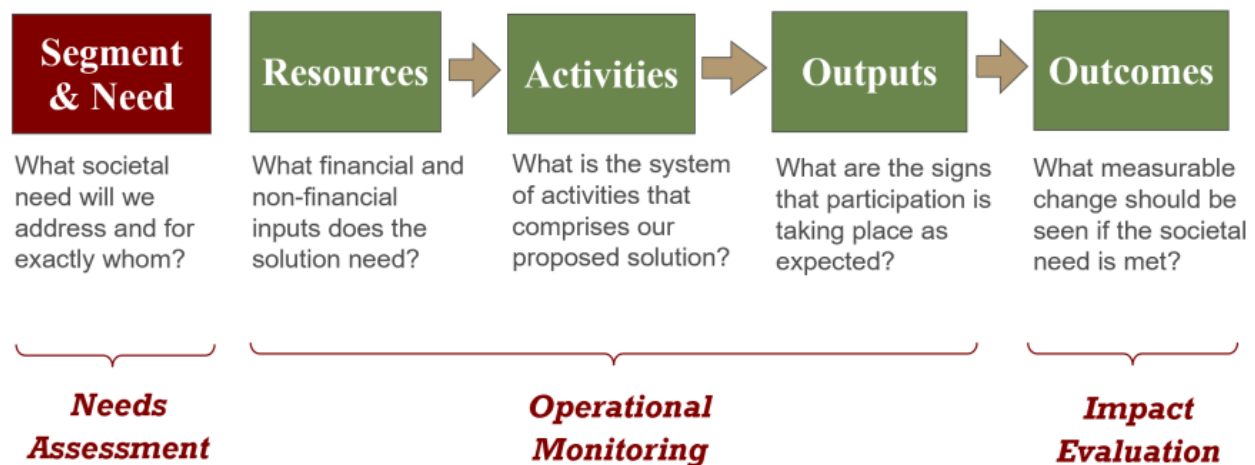 Segment
& Need
Resources
Activities
Outputs
Outcomes
What societal
need will we
address and for
exactly whom?
What financial and
non-financial
inputs does the
solution need?
What is the system
of activities that
comprises our
proposed solution?
What are the signs
that participation is
taking place as
expected?
What measurable
change should be
seen if the societal
need is met?
Needs
Assessment
Operational
Monitoring
Impact
Evaluation